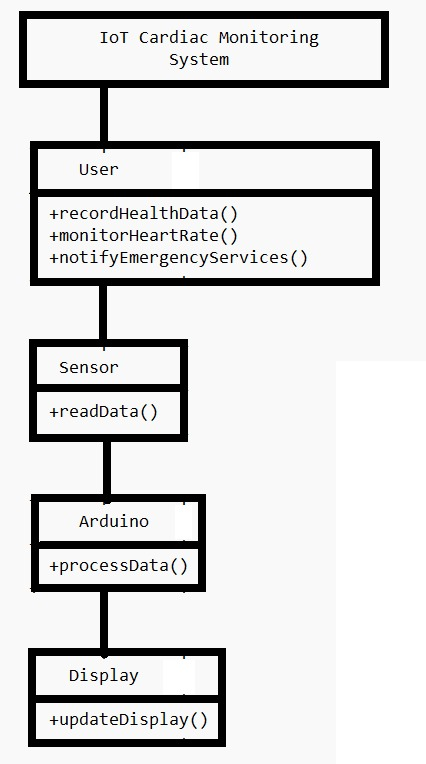 IoT Cardiac Monitoring
System
User
+recordHealthData()
+monitorHeartRate()
+notifyEmergencyServices()
Sensor
+readData()
Arduino
+processData()
Display
+updateDisplay()